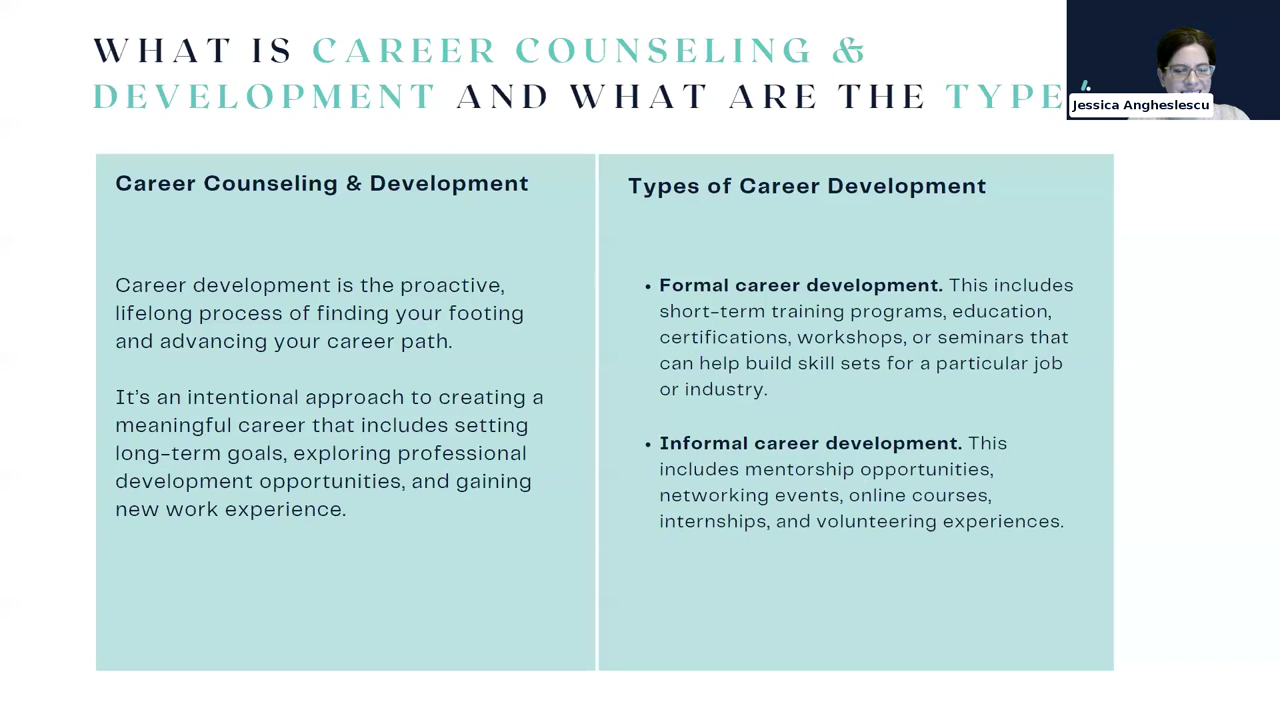 WHAT IS CAREER COUNSELING &
DEVELOPMENT AND WHAT ARE THE
Jessica Angheslescu
Career Counseling & Development
Career development is the proactive,
lifelong process of finding your footing
and advancing your career path.
It's an intentional approach to creating a
meaningful career that includes setting
long-term goals, exploring professional
development opportunities, and gaining
new work experience.
Types of Career Development
• Formal career development. This includes
short-term training programs, education,
certifications, workshops, or seminars that
can help build skill sets for a particular job
or industry.
• Informal career development. This
includes mentorship opportunities,
networking events, online courses,
internships, and volunteering experiences.